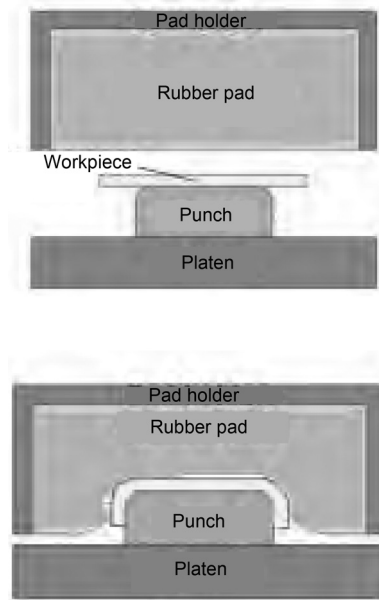 Pad holder
Rubber pad
Workpiece
Punch
Platen
Pad holder
Rubber pad
Punch
Platen